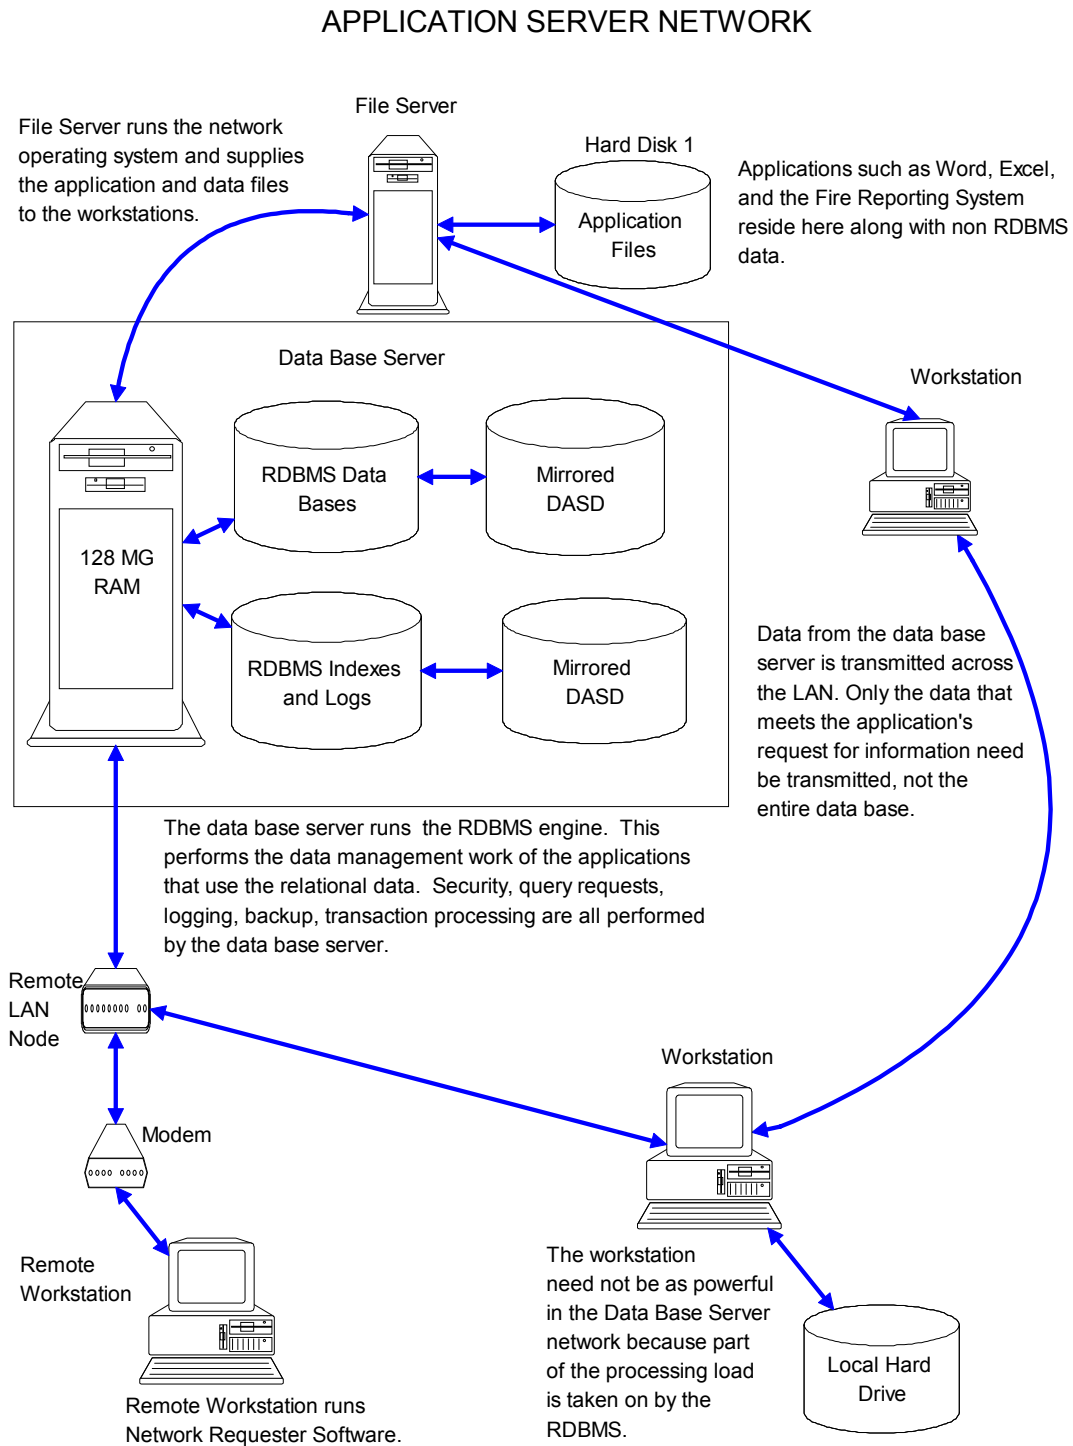 APPLICATION SERVER NETWORK
File Server
File Server runs the network
operating system and supplies
the application and data files
to the workstations.
Hard Disk 1
Application
Files
Applications such as Word, Excel,
and the Fire Reporting System
reside here along with non RDBMS
data.
Data Base Server
Workstation
RDBMS Data
Bases
Mirrored
DASD
128 MG
RAM
RDBMS Indexes
and Logs
Mirrored
DASD
Data from the data base
server is transmitted across
the LAN. Only the data that
meets the application's
request for information need
be transmitted, not the
entire data base.
The data base server runs  the RDBMS engine.  This
performs the data management work of the applications
that use the relational data.  Security, query requests,
logging, backup, transaction processing are all performed
by the data base server.
Remote
LAN
Node
Workstation
Modem
Remote
Workstation
The workstation
need not be as powerful
in the Data Base Server
network because part
of the processing load
is taken on by the
RDBMS.
Local Hard
Drive
Remote Workstation runs
Network Requester Software.